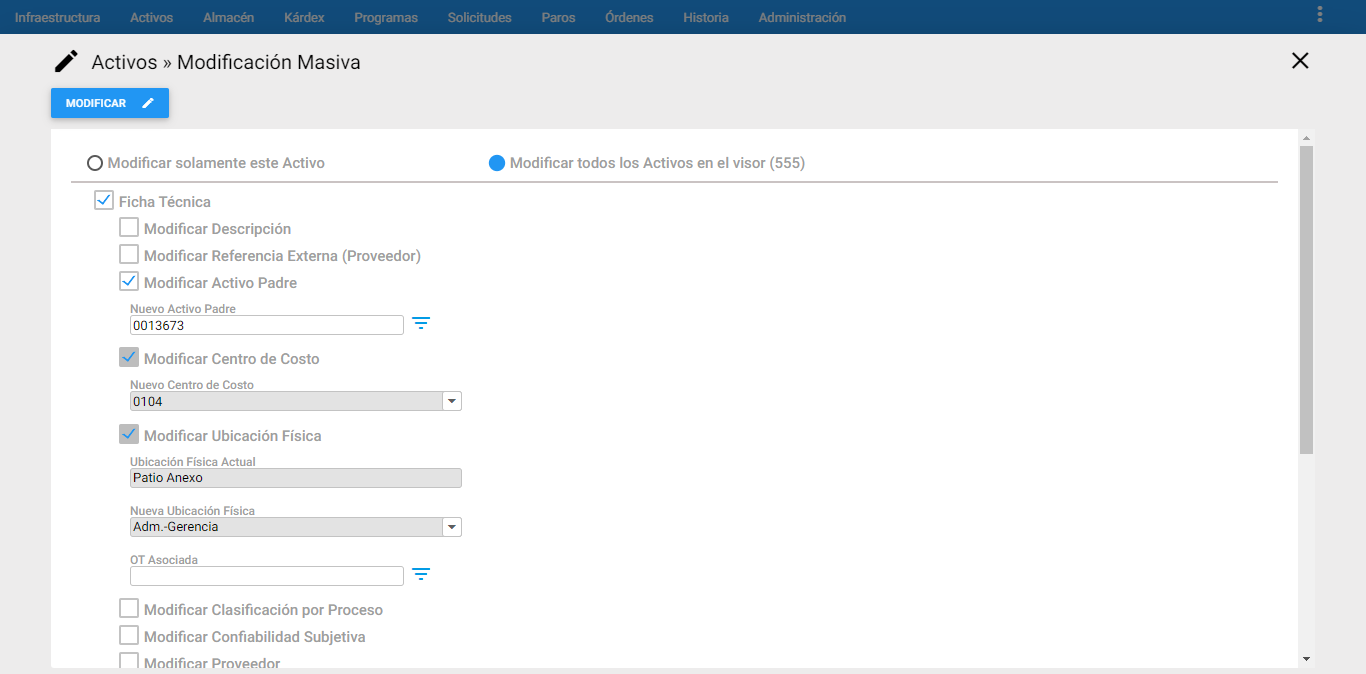 Infraestructura Activos Almacén Kárdex Programas Solicitudes Paros Órdenes Historia Administración
Activos » Modificación Masiva
MODIFICAR
Modificar solamente este Activo Modificar todos los Activos en el visor (555)
Ficha Técnica
Modificar Descripción
Modificar Referencia Externa (Proveedor)
Modificar Activo Padre
Nuevo Activo Padre
0013673
Modificar Centro de Costo
Nuevo Centro de Costo
0104
Modificar Ubicación Física
Ubicación Física Actual
Patio Anexo
Nueva Ubicación Física
Adm.-Gerencia
OT Asociada
Modificar Clasificación por Proceso
Modificar Confiabilidad Subjetiva
Modificar Proveedor